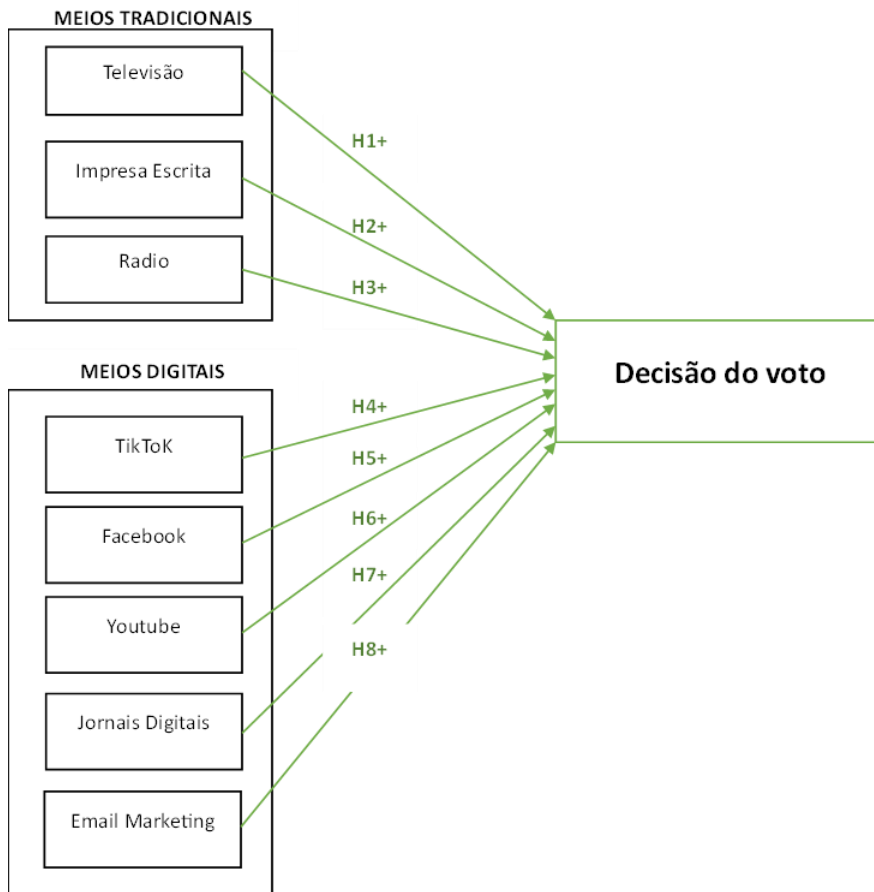 MEIOS TRADICIONAIS
Televisão
Impresa Escrita
Radio
H1+
H2+
H3+
Decisão do voto
MEIOS DIGITAIS
TikToK
Facebook
Youtube
Jornais Digitais
Email Marketing
H4+
H5+
H6+
H7+
H8+